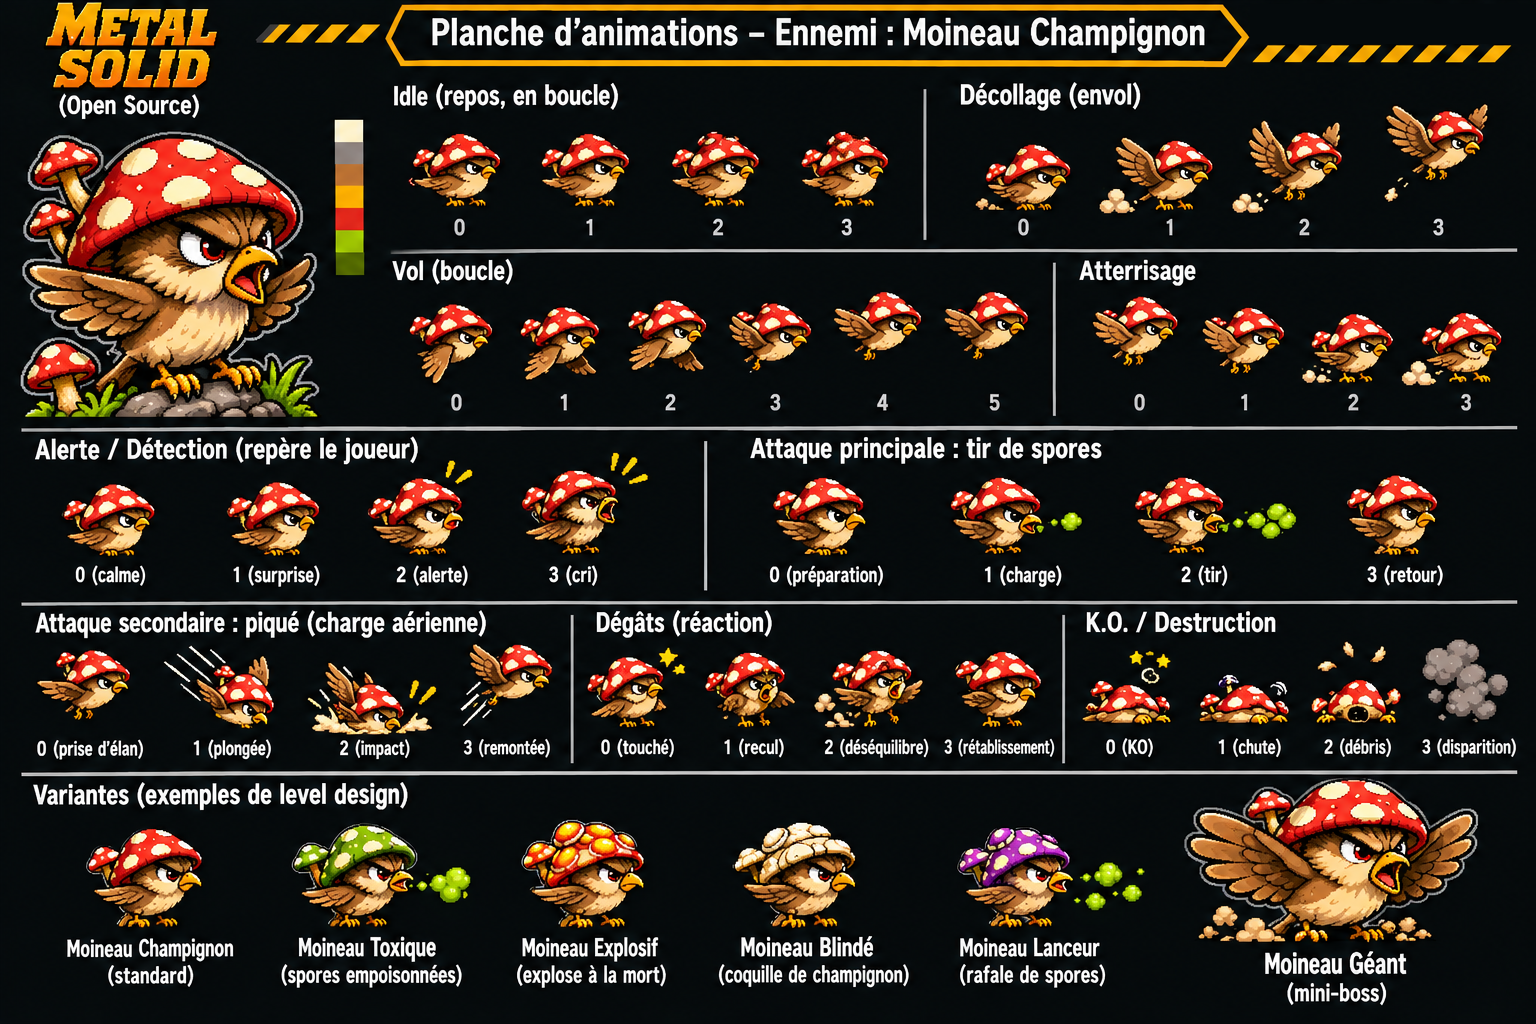 METAL
SOLID
(Open Source)
Planche d'animations – Ennemi : Moineau Champignon
Idle (repos, en boucle)
0 1 2 3
Décollage (envol)
0 1 2 3
Vol (boucle)
0 1 2 3 4 5
Atterrisage
0 1 2 3
Alerte / Détection (repère le joueur)
0 (calme) 1 (surprise) 2 (alerte) 3 (cri)
Attaque principale : tir de spores
0 (préparation) 1 (charge) 2 (tir) 3 (retour)
Attaque secondaire : piqué (charge aérienne)
0 (prise d'élan) 1 (plongée) 2 (impact) 3 (remontée)
Dégâts (réaction)
0 (touché) 1 (recul) 2 (déséquilibre) 3 (rétablissement)
K.O. / Destruction
0 (KO) 1 (chute) 2 (débris) 3 (disparition)
Variantes (exemples de level design)
Moineau Champignon
(standard)
Moineau Toxique
(spores empoisonnées)
Moineau Explosif
(explose à la mort)
Moineau Blindé
(coquille de champignon)
Moineau Lanceur
(rafale de spores)
Moineau Géant
(mini-boss)